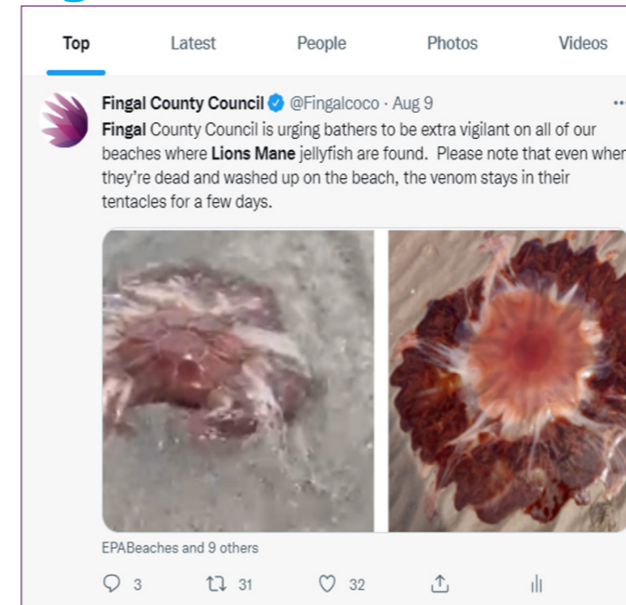 Top Latest People Photos Videos
Fingal County Council @Fingalcoco · Aug 9
Fingal County Council is urging bathers to be extra vigilant on all of our
beaches where Lions Mane jellyfish are found. Please note that even when
they're dead and washed up on the beach, the venom stays in their
tentacles for a few days.
EPABeaches and 9 others
3 31 32